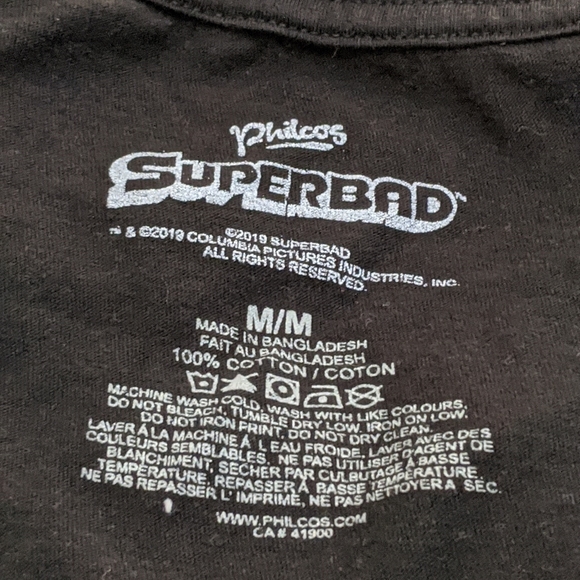 Philcos
SUPERBAD™
©2019 SUPERBAD
™ & ©2019 COLUMBIA PICTURES INDUSTRIES, INC.
ALL RIGHTS RESERVED.
M/M
MADE IN BANGLADESH
FAIT AU BANGLADESH
100% COTTON / COTON
MACHINE WASH COLD, WASH WITH LIKE COLOURS,
DO NOT BLEACH, TUMBLE DRY LOW, IRON ON LOW.
DO NOT IRON PRINT, DO NOT DRY CLEAN.
LAVER À LA MACHINE À L'EAU FROIDE, LAVER AVEC DES
COULEURS SEMBLABLES, NE PAS UTILISER D'AGENT DE
BLANCHIMENT, SÉCHER PAR CULBUTAGE À BASSE
TEMPÉRATURE, REPASSER À BASSE TEMPÉRATURE
NE PAS REPASSER L'IMPRIMÉ, NE PAS NETTOYER À SEC.
WWW.PHILCOS.COM
CA# 41900